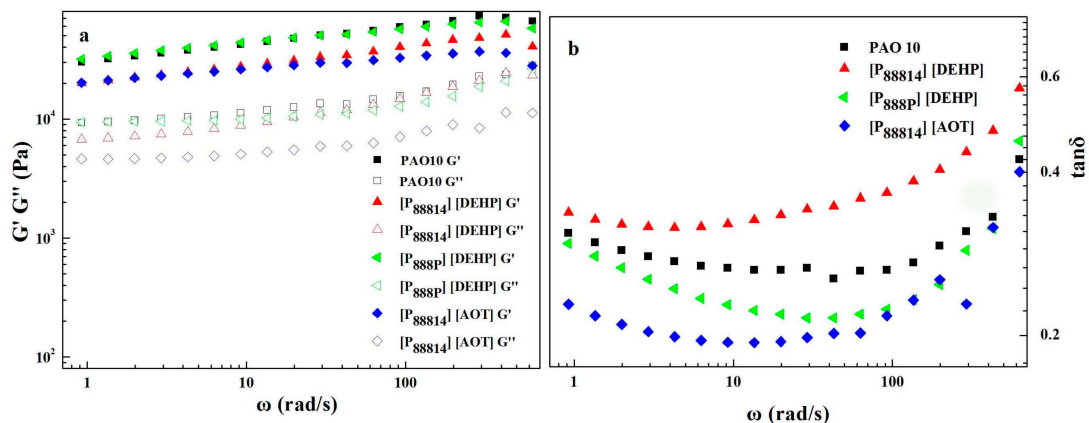 a
G' G'' (Pa)
10⁴
10³
10²
PAO10 G'
PAO10 G''
[P₈₈₈₁₄] [DEHP] G'
[P₈₈₈₁₄] [DEHP] G''
[P₈₈₈P] [DEHP] G'
[P₈₈₈P] [DEHP] G''
[P₈₈₈₁₄] [AOT] G'
[P₈₈₈₁₄] [AOT] G''
1 10 100
ω (rad/s)
b
PAO 10
[P₈₈₈₁₄] [DEHP]
[P₈₈₈P] [DEHP]
[P₈₈₈₁₄] [AOT]
0.6
0.4
0.2
tanδ
1 10 100
ω (rad/s)